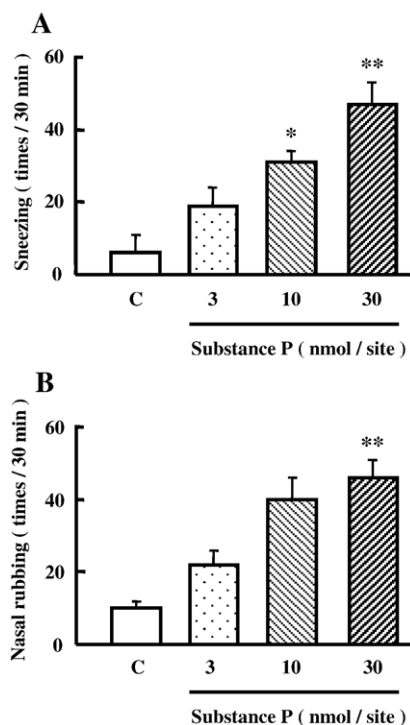 A
Sneezing ( times / 30 min )
60
40
20
0
*
**
C 3 10 30
Substance P ( nmol / site )
B
Nasal rubbing ( times / 30 min )
60
40
20
0
**
C 3 10 30
Substance P ( nmol / site )